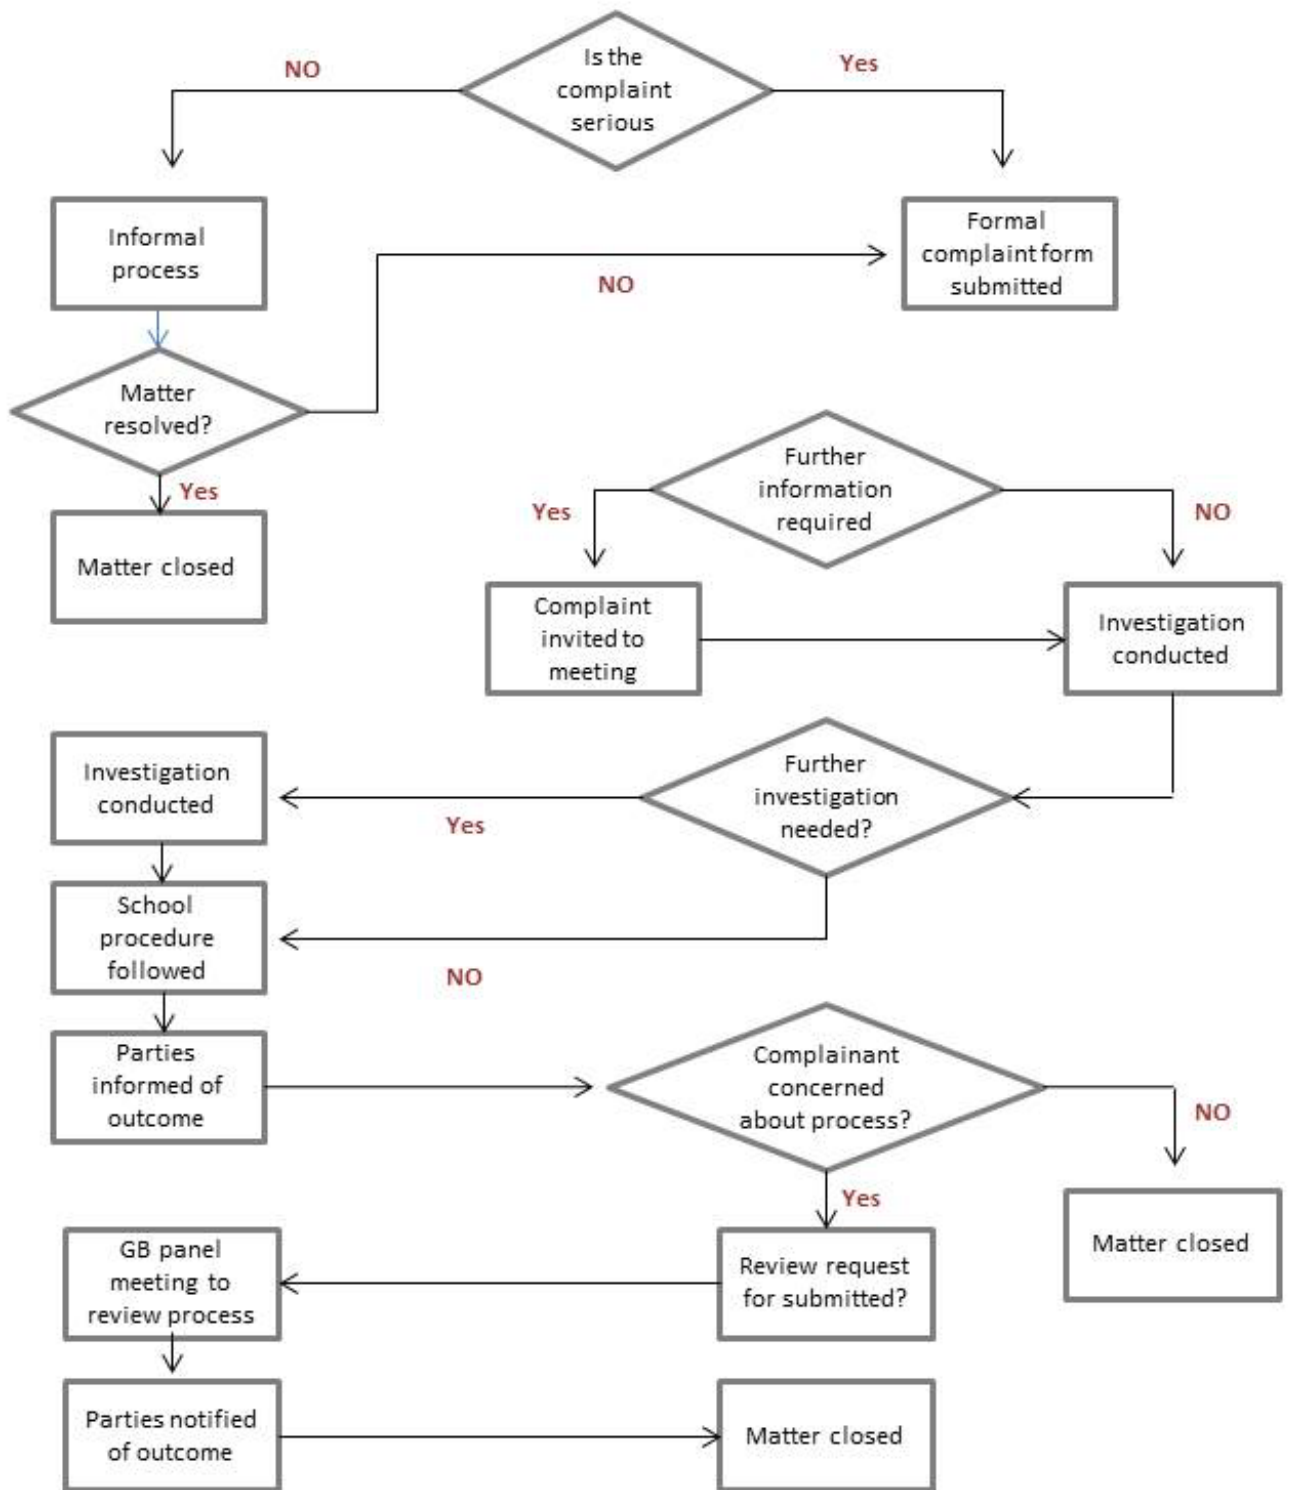 Is the
complaint
serious
NO
Yes
Informal
process
Formal
complaint form
submitted
NO
Matter
resolved?
Yes
Matter closed
Further
information
required
Yes
NO
Complaint
invited to
meeting
Investigation
conducted
Further
investigation
needed?
Investigation
conducted
Yes
School
procedure
followed
NO
Parties
informed of
outcome
Complainant
concerned
about process?
NO
Yes
Matter closed
GB panel
meeting to
review process
Review request
for submitted?
Parties notified
of outcome
Matter closed